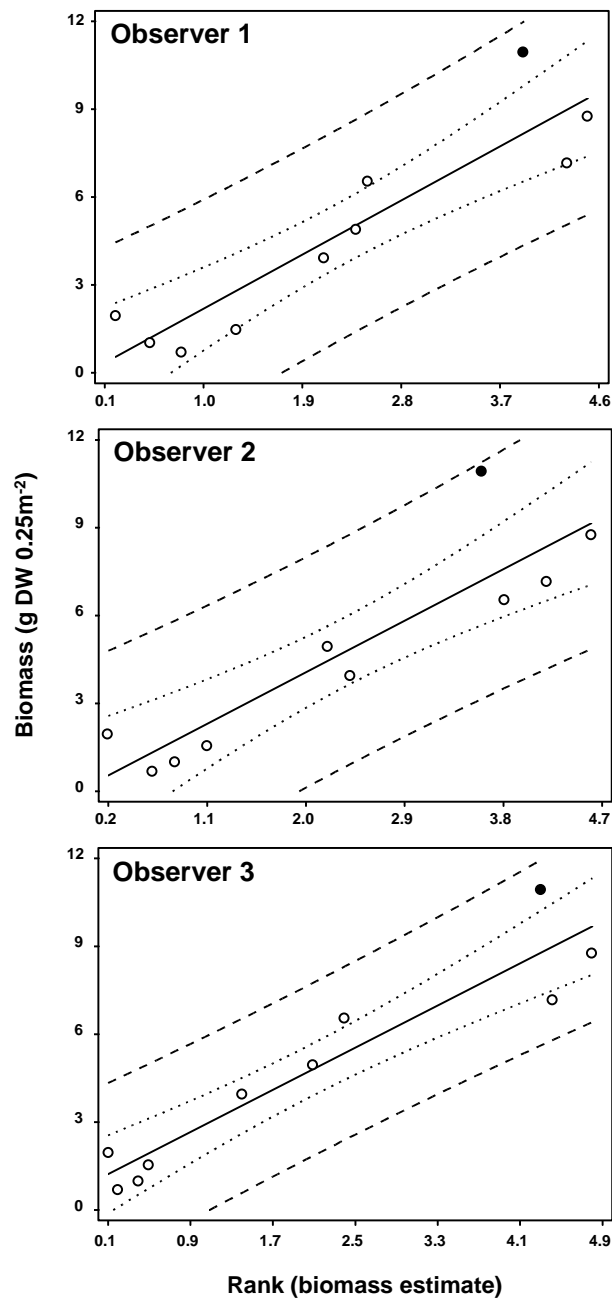 Observer 1
12
9
6
3
0
0.1 1.0 1.9 2.8 3.7 4.6
Observer 2
12
9
6
3
0
0.2 1.1 2.0 2.9 3.8 4.7
Observer 3
12
9
6
3
0
0.1 0.9 1.7 2.5 3.3 4.1 4.9
Biomass (g DW 0.25m-2)
Rank (biomass estimate)